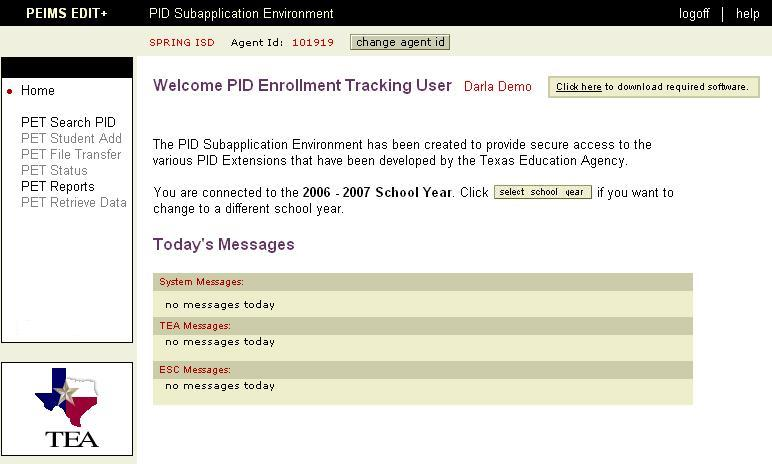 PEIMS EDIT+ PID Subapplication Environment logoff | help
SPRING ISD Agent Id: 101919 change agent id
Home
PET Search PID
PET Student Add
PET File Transfer
PET Status
PET Reports
PET Retrieve Data
TEA
Welcome PID Enrollment Tracking User Darla Demo Click here to download required software.
The PID Subapplication Environment has been created to provide secure access to the
various PID Extensions that have been developed by the Texas Education Agency.
You are connected to the 2006 - 2007 School Year. Click select school year if you want to
change to a different school year.
Today's Messages
System Messages:
no messages today
TEA Messages:
no messages today
ESC Messages:
no messages today